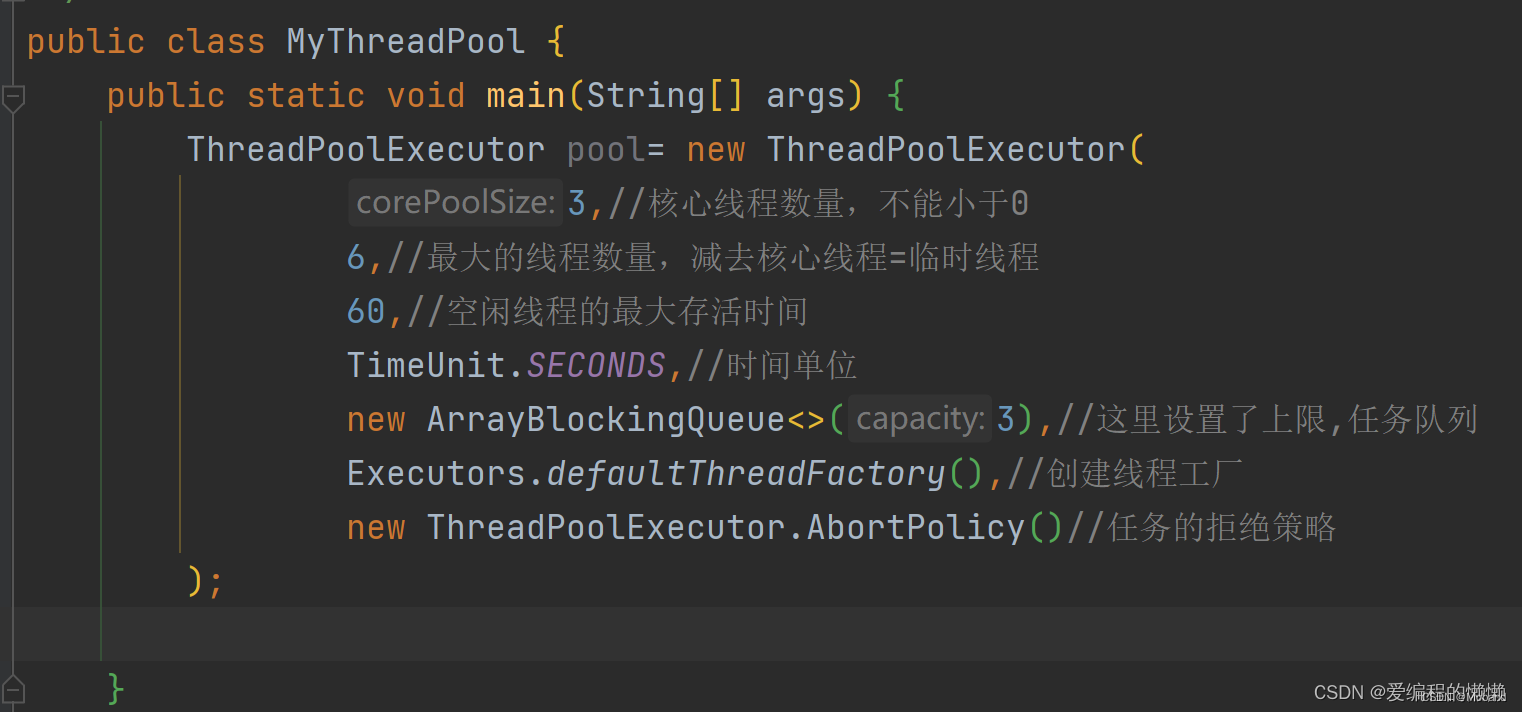 public class MyThreadPool {
public static void main(String[] args) {
ThreadPoolExecutor pool= new ThreadPoolExecutor(
corePoolSize: 3,//核心线程数量，不能小于0
6,//最大的线程数量，减去核心线程=临时线程
60,//空闲线程的最大存活时间
TimeUnit.SECONDS,//时间单位
new ArrayBlockingQueue<>( capacity: 3),//这里设置了上限,任务队列
Executors.defaultThreadFactory(),//创建线程工厂
new ThreadPoolExecutor.AbortPolicy()//任务的拒绝策略
);
}
CSDN @爱编程的懒懒